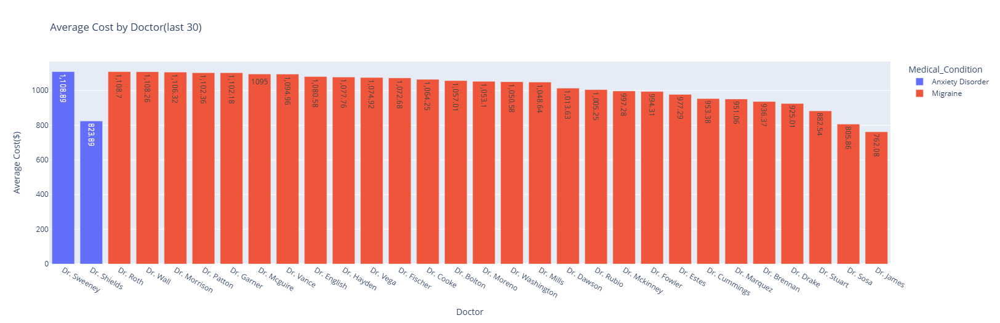 Average Cost by Doctor(last 30)
Medical_Condition
Anxiety Disorder
Migraine
Average Cost($)
1000
800
600
400
200
0
1,108.89
823.89
1,108.7
1,108.26
1,106.32
1,102.36
1,102.18
1095
1,094.96
1,080.58
1,077.76
1,074.92
1,072.68
1,064.25
1,057.01
1,053.1
1,050.58
1,048.64
1,013.63
1,005.25
997.28
994.31
977.29
953.38
951.06
936.37
925.01
882.54
805.86
762.08
Dr. Sweeney
Dr. Shields
Dr. Roth
Dr. Wall
Dr. Morrison
Dr. Patton
Dr. Garner
Dr. Mcguire
Dr. Vance
Dr. English
Dr. Hayden
Dr. Vega
Dr. Fischer
Dr. Cooke
Dr. Bolton
Dr. Moreno
Dr. Washington
Dr. Mills
Dr. Dawson
Dr. Rubio
Dr. Mckinney
Dr. Fowler
Dr. Estes
Dr. Cummings
Dr. Marquez
Dr. Brennan
Dr. Drake
Dr. Stuart
Dr. Sosa
Dr. James
Doctor